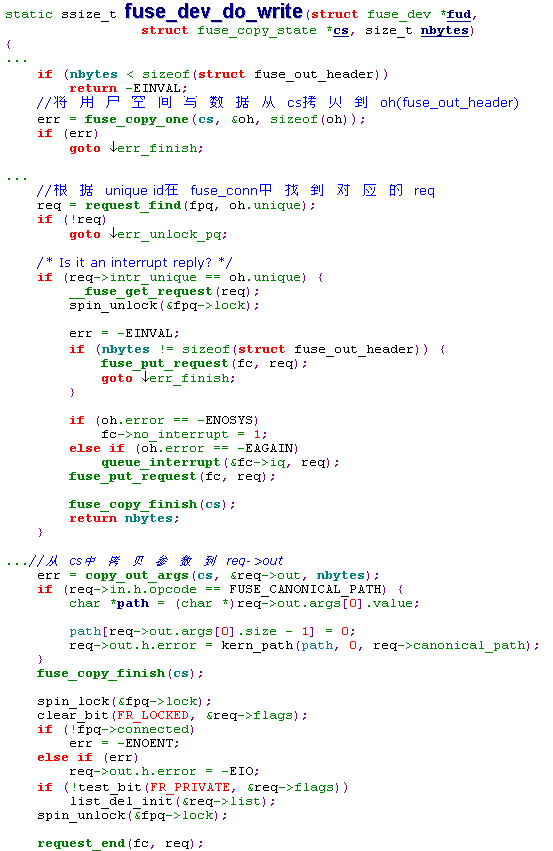 static ssize_t fuse_dev_do_write(struct fuse_dev *fud,
struct fuse_copy_state *cs, size_t nbytes)
{
...
if (nbytes < sizeof(struct fuse_out_header))
return -EINVAL;
//将用户空间写数据从 cs拷贝到 oh(fuse_out_header)
err = fuse_copy_one(cs, &oh, sizeof(oh));
if (err)
goto ↓err_finish;
...
//根据 unique id在 fuse_conn中找到对应的 req
req = request_find(fpq, oh.unique);
if (!req)
goto ↓err_unlock_pq;
/* Is it an interrupt reply? */
if (req->intr_unique == oh.unique) {
__fuse_get_request(req);
spin_unlock(&fpq->lock);
err = -EINVAL;
if (nbytes != sizeof(struct fuse_out_header)) {
fuse_put_request(fc, req);
goto ↓err_finish;
}
if (oh.error == -ENOSYS)
fc->no_interrupt = 1;
else if (oh.error == -EAGAIN)
queue_interrupt(&fc->iq, req);
fuse_put_request(fc, req);
fuse_copy_finish(cs);
return nbytes;
}
...//从 cs中拷贝参数到 req->out
err = copy_out_args(cs, &req->out, nbytes);
if (req->in.h.opcode == FUSE_CANONICAL_PATH) {
char *path = (char *)req->out.args[0].value;
path[req->out.args[0].size - 1] = 0;
req->out.h.error = kern_path(path, 0, req->canonical_path);
}
fuse_copy_finish(cs);
spin_lock(&fpq->lock);
clear_bit(FR_LOCKED, &req->flags);
if (!fpq->connected)
err = -ENOENT;
else if (err)
req->out.h.error = -EIO;
if (!test_bit(FR_PRIVATE, &req->flags))
list_del_init(&req->list);
spin_unlock(&fpq->lock);
request_end(fc, req);